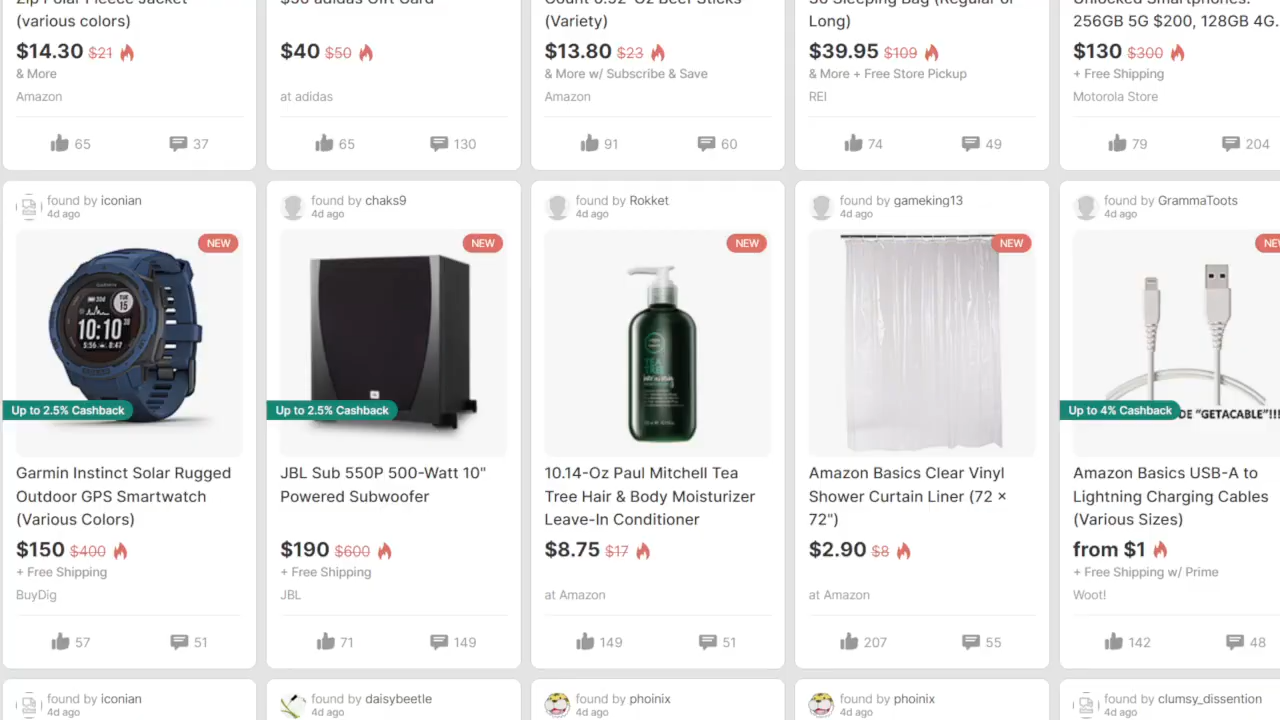 (various colors)
$14.30 $21
& More
Amazon
65 37
$40 $50
at adidas
65 130
(Variety)
$13.80 $23
& More w/ Subscribe & Save
Amazon
91 60
Long)
$39.95 $109
& More + Free Store Pickup
REI
74 49
256GB 5G $200, 128GB 4G.
$130 $300
+ Free Shipping
Motorola Store
79 204
found by iconian
4d ago
NEW
TUE
15
10:10
Up to 2.5% Cashback
Garmin Instinct Solar Rugged
Outdoor GPS Smartwatch
(Various Colors)
$150 $400
+ Free Shipping
BuyDig
57 51
found by chaks9
4d ago
NEW
Up to 2.5% Cashback
JBL Sub 550P 500-Watt 10"
Powered Subwoofer
$190 $600
+ Free Shipping
JBL
71 149
found by Rokket
4d ago
NEW
TEA
TREE
10.14-Oz Paul Mitchell Tea
Tree Hair & Body Moisturizer
Leave-In Conditioner
$8.75 $17
at Amazon
149 51
found by gameking13
4d ago
NEW
Amazon Basics Clear Vinyl
Shower Curtain Liner (72 ×
72")
$2.90 $8
at Amazon
207 55
found by GrammaToots
4d ago
NE
Up to 4% Cashback
DE “GETACABLE”!!!
Amazon Basics USB-A to
Lightning Charging Cables
(Various Sizes)
from $1
+ Free Shipping w/ Prime
Woot!
142 48
found by iconian
4d ago
found by daisybeetle
4d ago
found by phoinix
4d ago
found by phoinix
4d ago
found by clumsy_dissention
4d ago